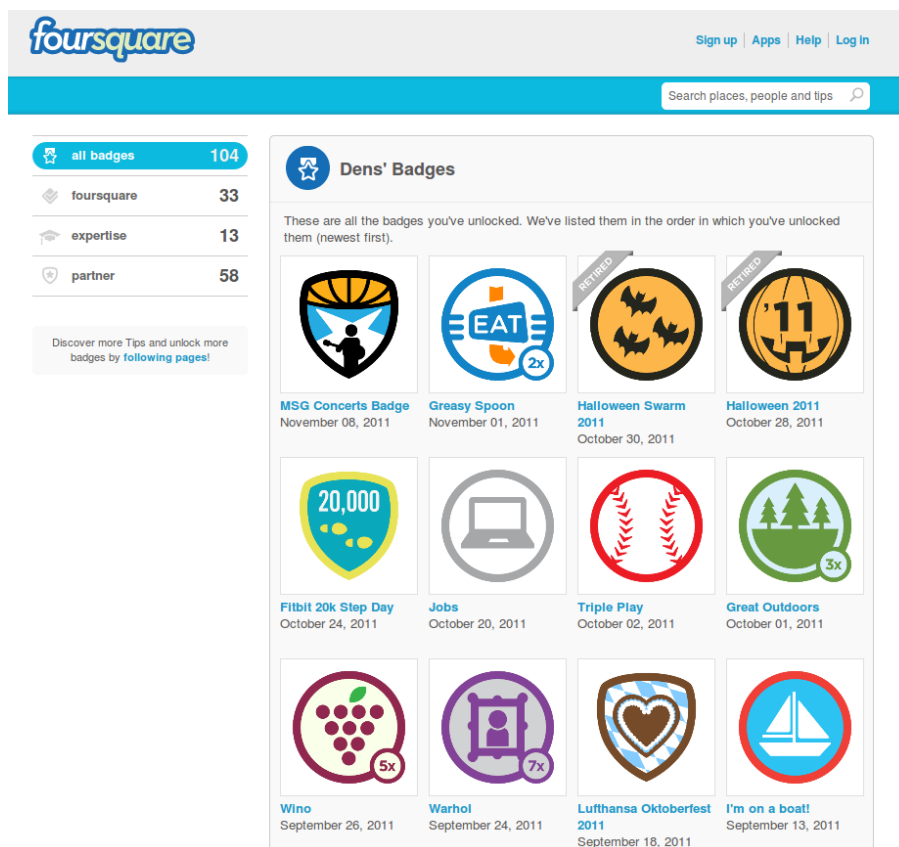 foursquare
Sign up
Apps
Help
Log in
Search places, people and tips
all badges 104
foursquare 33
expertise 13
partner 58
Discover more Tips and unlock more
badges by following pages!
Dens' Badges
These are all the badges you've unlocked. We've listed them in the order in which you've unlocked
them (newest first).
MSG Concerts Badge
November 08, 2011
EAT
2x
Greasy Spoon
November 01, 2011
RETIRED
Halloween Swarm
2011
October 30, 2011
RETIRED
'11
Halloween 2011
October 28, 2011
20,000
Fitbit 20k Step Day
October 24, 2011
Jobs
October 20, 2011
Triple Play
October 02, 2011
3x
Great Outdoors
October 01, 2011
5x
Wino
September 26, 2011
7x
Warhol
September 24, 2011
Lufthansa Oktoberfest
2011
September 18, 2011
I'm on a boat!
September 13, 2011